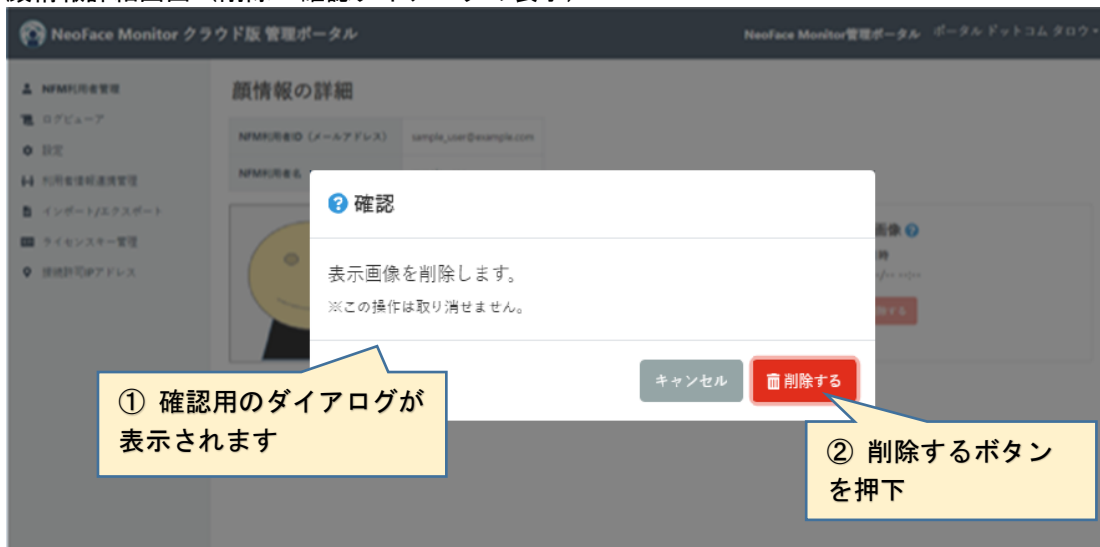 NeoFace Monitor クラウド版 管理ポータル
NeoFace Monitor管理ポータル ポータル ドットコム タロウ
NFM利用者管理
ログビューア
設定
利用者情報連携管理
インポート/エクスポート
ライセンスキー管理
接続許可IPアドレス
顔情報の詳細
NFM利用者ID（メールアドレス） sample_user@example.com
NFM利用者名
確認
表示画像を削除します。
※この操作は取り消せません。
キャンセル
削除する
画像
① 確認用のダイアログが
表示されます
② 削除するボタン
を押下